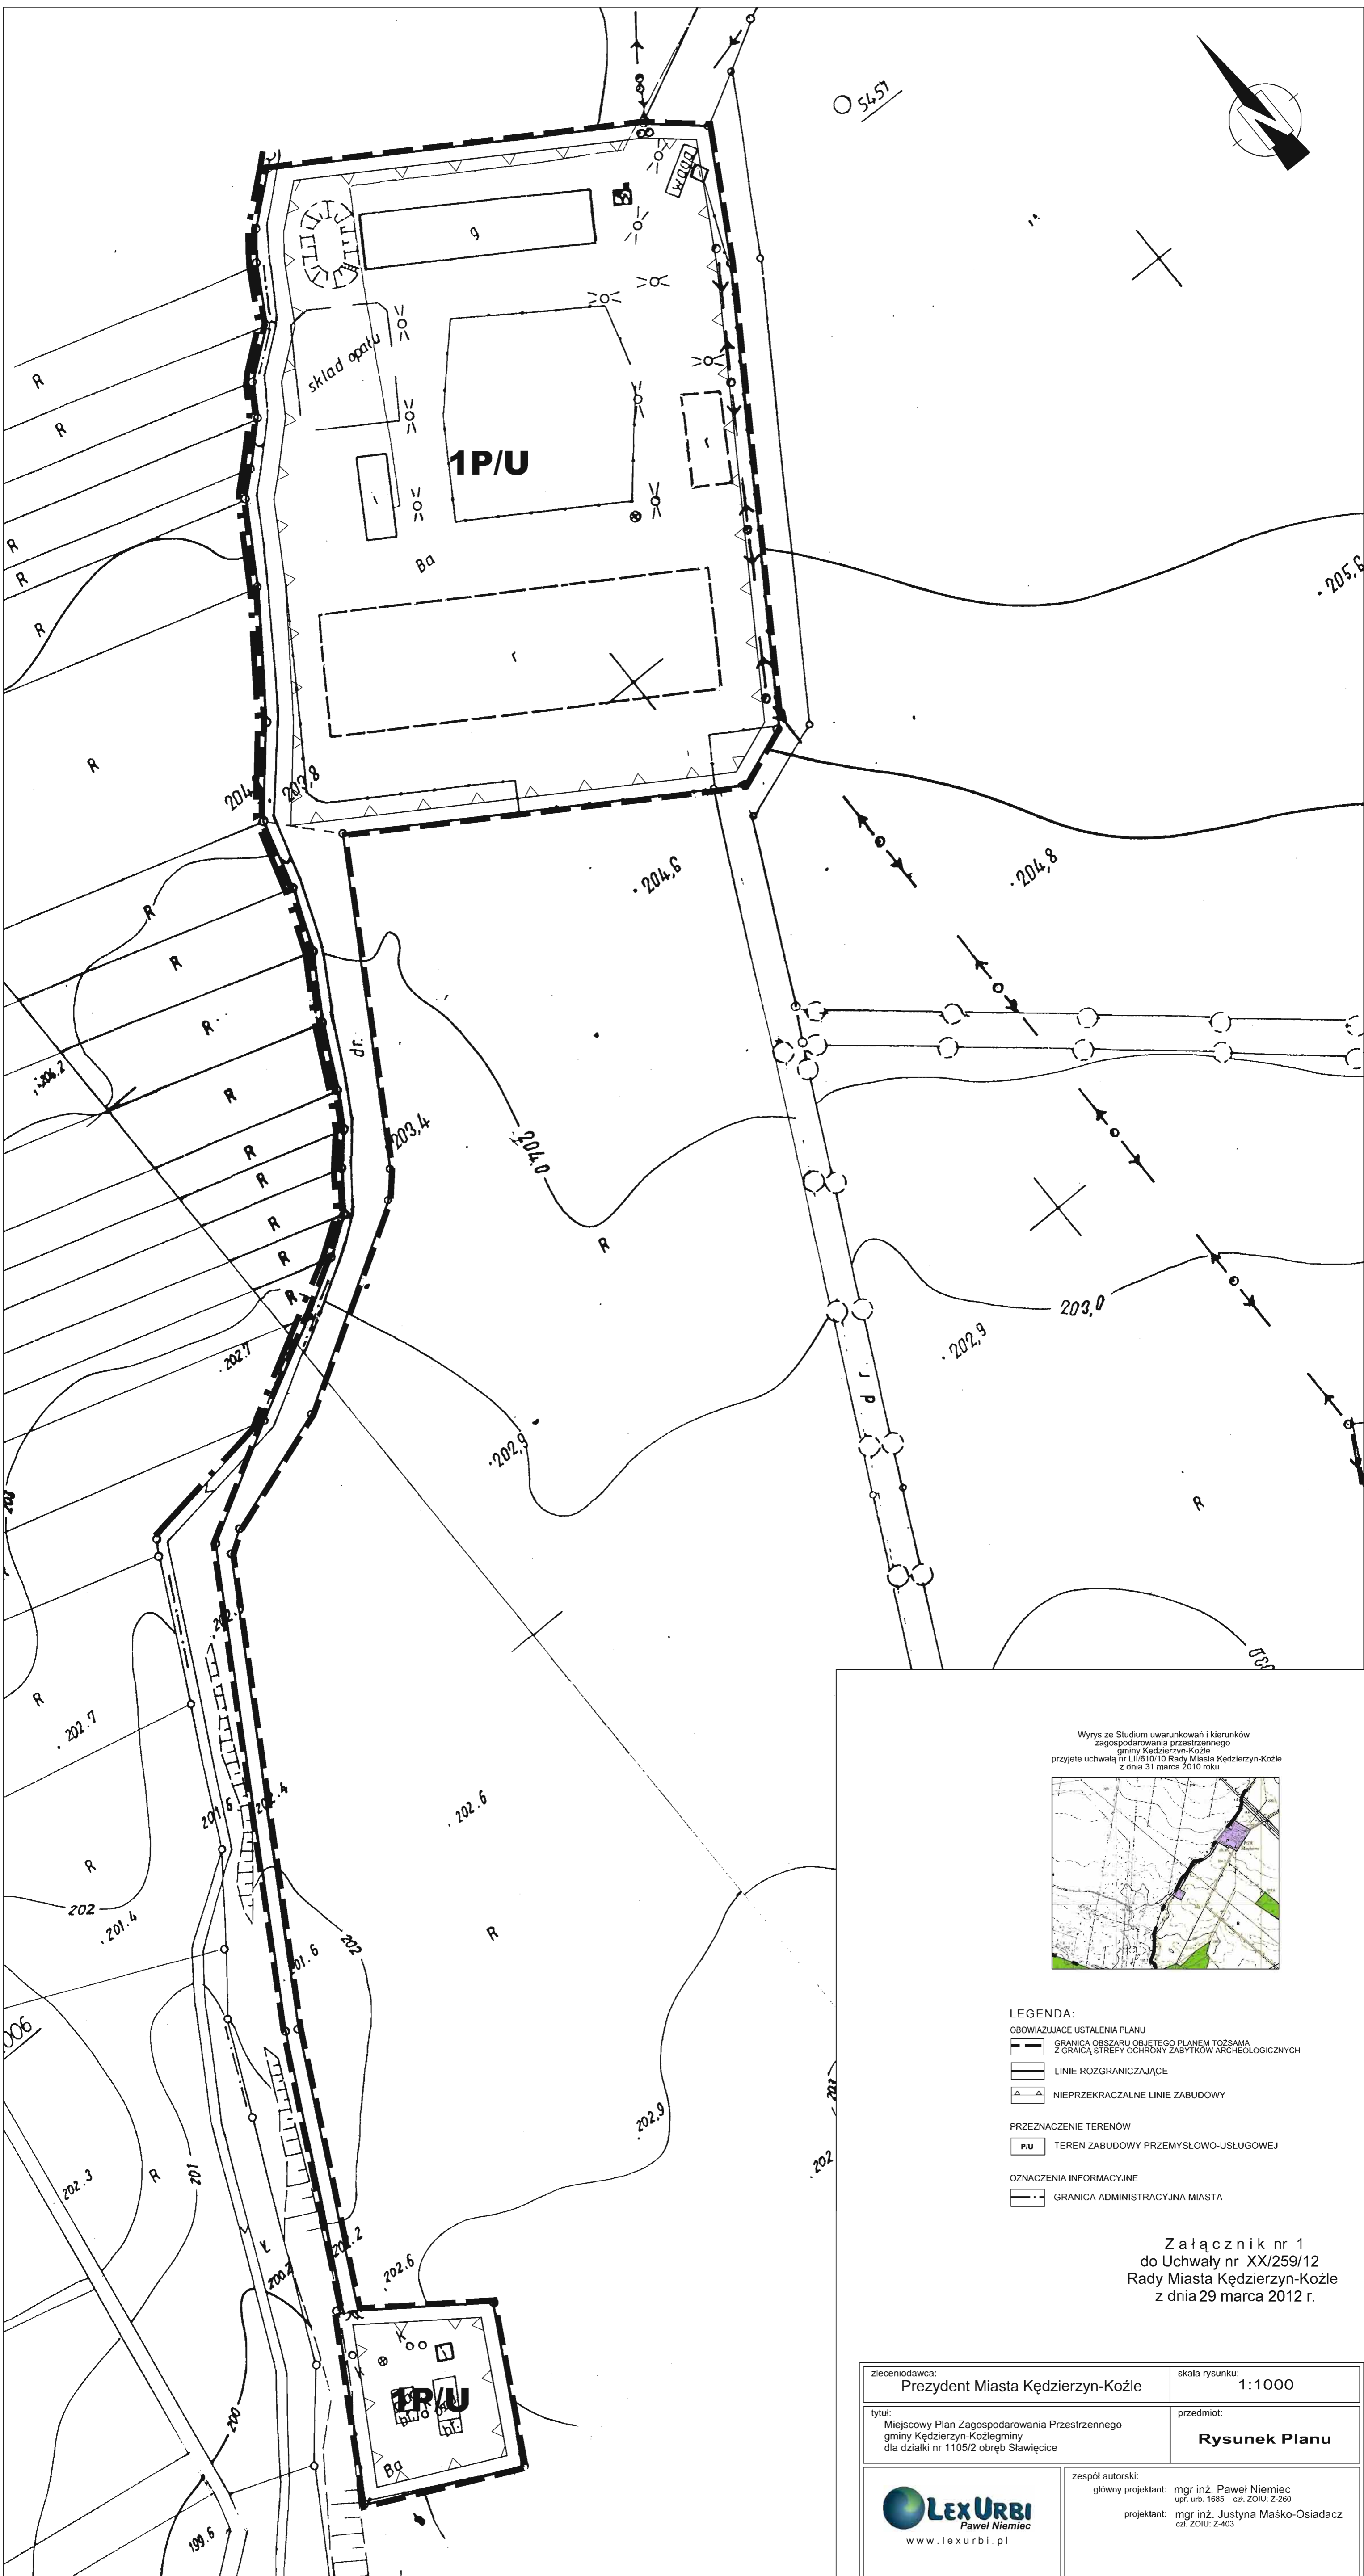 5457
woda
g
R
skład opału
R
1P/U
R
r
i
R
Ba
R
205,6
r
R
203,8
204,6
204,8
R
R
R
dr.
R
203,4
204.0
R
R
R
R
R
R
203,0
202,9
202.7
202,9
R
R
202.7
201.5
202.6
R
202
201.4
R
201.6
202
202,9
202.3
R
201
202
202.6
200.2
K
K
1P/U
Ba
200
199.6
Wyrys ze Studium uwarunkowań i kierunków
zagospodarowania przestrzennego
gminy Kędzierzyn-Koźle
przyjęte uchwałą nr LII/610/10 Rady Miasta Kędzierzyn-Koźle
z dnia 31 marca 2010 roku
LEGENDA:
OBOWIAZUJACE USTALENIA PLANU
GRANICA OBSZARU OBJĘTEGO PLANEM TOŻSAMA
Z GRAICĄ STREFY OCHRONY ZABYTKÓW ARCHEOLOGICZNYCH
LINIE ROZGRANICZAJĄCE
NIEPRZEKRACZALNE LINIE ZABUDOWY
PRZEZNACZENIE TERENÓW
P/U TEREN ZABUDOWY PRZEMYSŁOWO-USŁUGOWEJ
OZNACZENIA INFORMACYJNE
GRANICA ADMINISTRACYJNA MIASTA
Załącznik nr 1
do Uchwały nr XX/259/12
Rady Miasta Kędzierzyn-Koźle
z dnia 29 marca 2012 r.
zleceniodawca:
Prezydent Miasta Kędzierzyn-Koźle
skala rysunku:
1:1000
tytuł:
Miejscowy Plan Zagospodarowania Przestrzennego
gminy Kędzierzyn-Koźlegminy
dla działki nr 1105/2 obręb Sławięcice
przedmiot:
Rysunek Planu
LEX URBI
Paweł Niemiec
www.lexurbi.pl
zespół autorski:
główny projektant: mgr inż. Paweł Niemiec
upr. urb. 1685 czł. ZOIU: Z-260
projektant: mgr inż. Justyna Maśko-Osiadacz
czł. ZOIU: Z-403